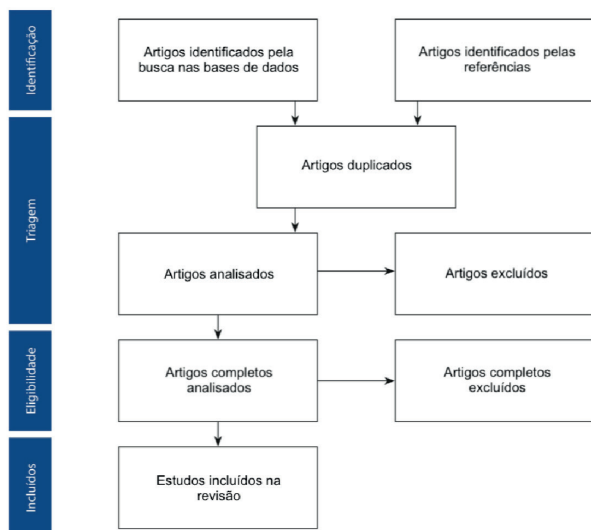 Identificação
Artigos identificados pela
busca nas bases de dados
Artigos identificados pelas
referências
Triagem
Artigos duplicados
Artigos analisados
Artigos excluídos
Eligibilidade
Artigos completos
analisados
Artigos completos
excluídos
Incluídos
Estudos incluídos na
revisão